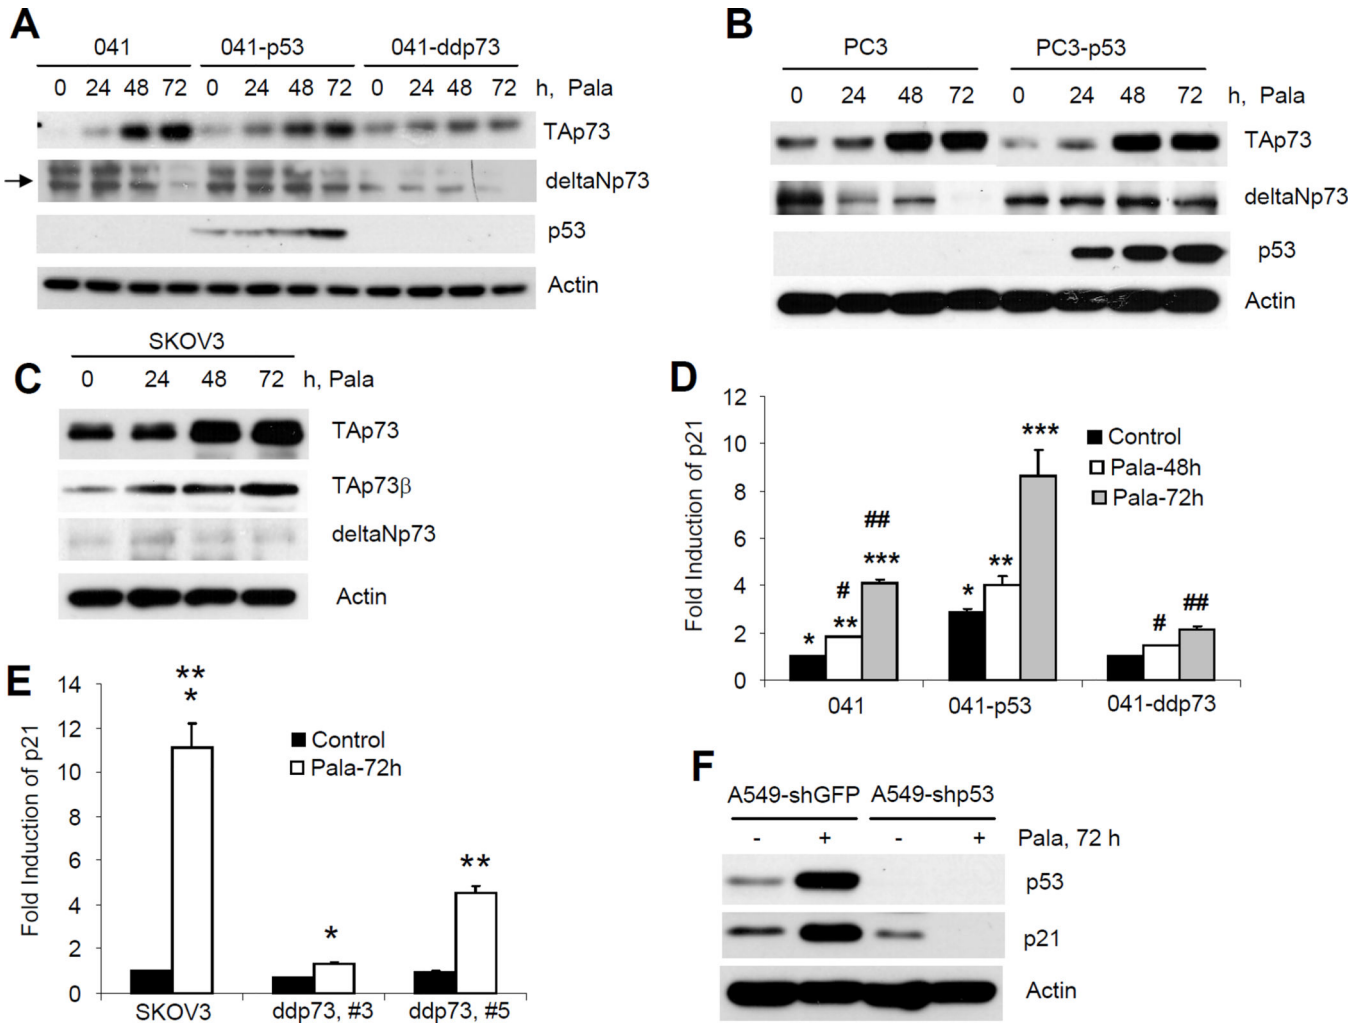 A
041 041-p53 041-ddp73
0 24 48 72 0 24 48 72 0 24 48 72 h, Pala
TAp73
deltaNp73
p53
Actin
B
PC3 PC3-p53
0 24 48 72 0 24 48 72 h, Pala
TAp73
deltaNp73
p53
Actin
C
SKOV3
0 24 48 72 h, Pala
TAp73
TAp73β
deltaNp73
Actin
D
Fold Induction of p21
12
10
8
6
4
2
0
Control
Pala-48h
Pala-72h
* # ** ## ***
* ** ***
# ##
041 041-p53 041-ddp73
E
Fold Induction of p21
14
12
10
8
6
4
2
0
Control
Pala-72h
**
*
*
**
SKOV3 ddp73, #3 ddp73, #5
F
A549-shGFP A549-shp53
- + - + Pala, 72 h
p53
p21
Actin